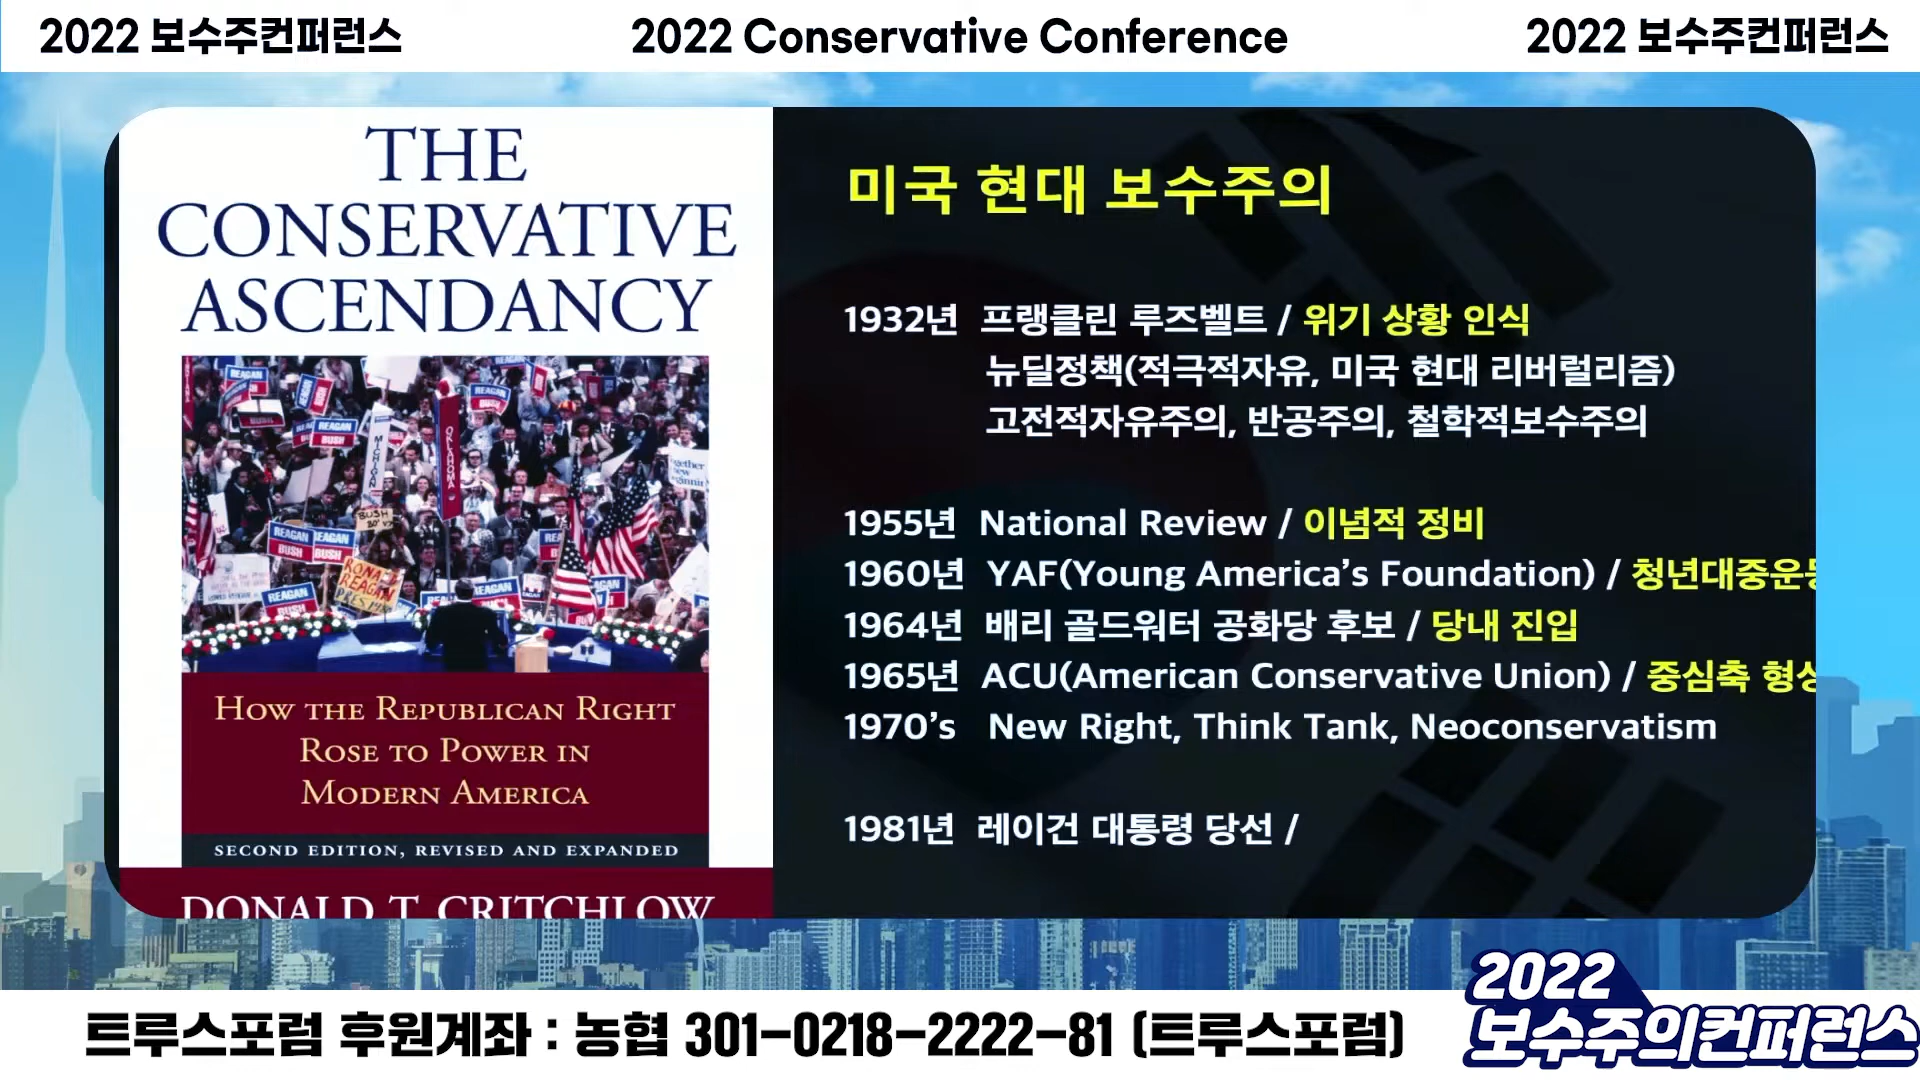 2022 보수주컨퍼런스
2022 Conservative Conference
2022 보수주컨퍼런스
THE
CONSERVATIVE
ASCENDANCY
REAGAN
BUSH
MICHIGAN
OKLAHOMA
HOW THE REPUBLICAN RIGHT
ROSE TO POWER IN
MODERN AMERICA
SECOND EDITION, REVISED AND EXPANDED
DONALD T. CRITCHLOW
미국 현대 보수주의
1932년 프랭클린 루즈벨트 / 위기 상황 인식
뉴딜정책(적극적자유, 미국 현대 리버럴리즘)
고전적자유주의, 반공주의, 철학적보수주의
1955년 National Review / 이념적 정비
1960년 YAF(Young America's Foundation) / 청년대중운
1964년 배리 골드워터 공화당 후보 / 당내 진입
1965년 ACU(American Conservative Union) / 중심축 형
1970's New Right, Think Tank, Neoconservatism
1981년 레이건 대통령 당선 /
트루스포럼 후원계좌 : 농협 301-0218-2222-81 (트루스포럼)
2022
보수주의컨퍼런스